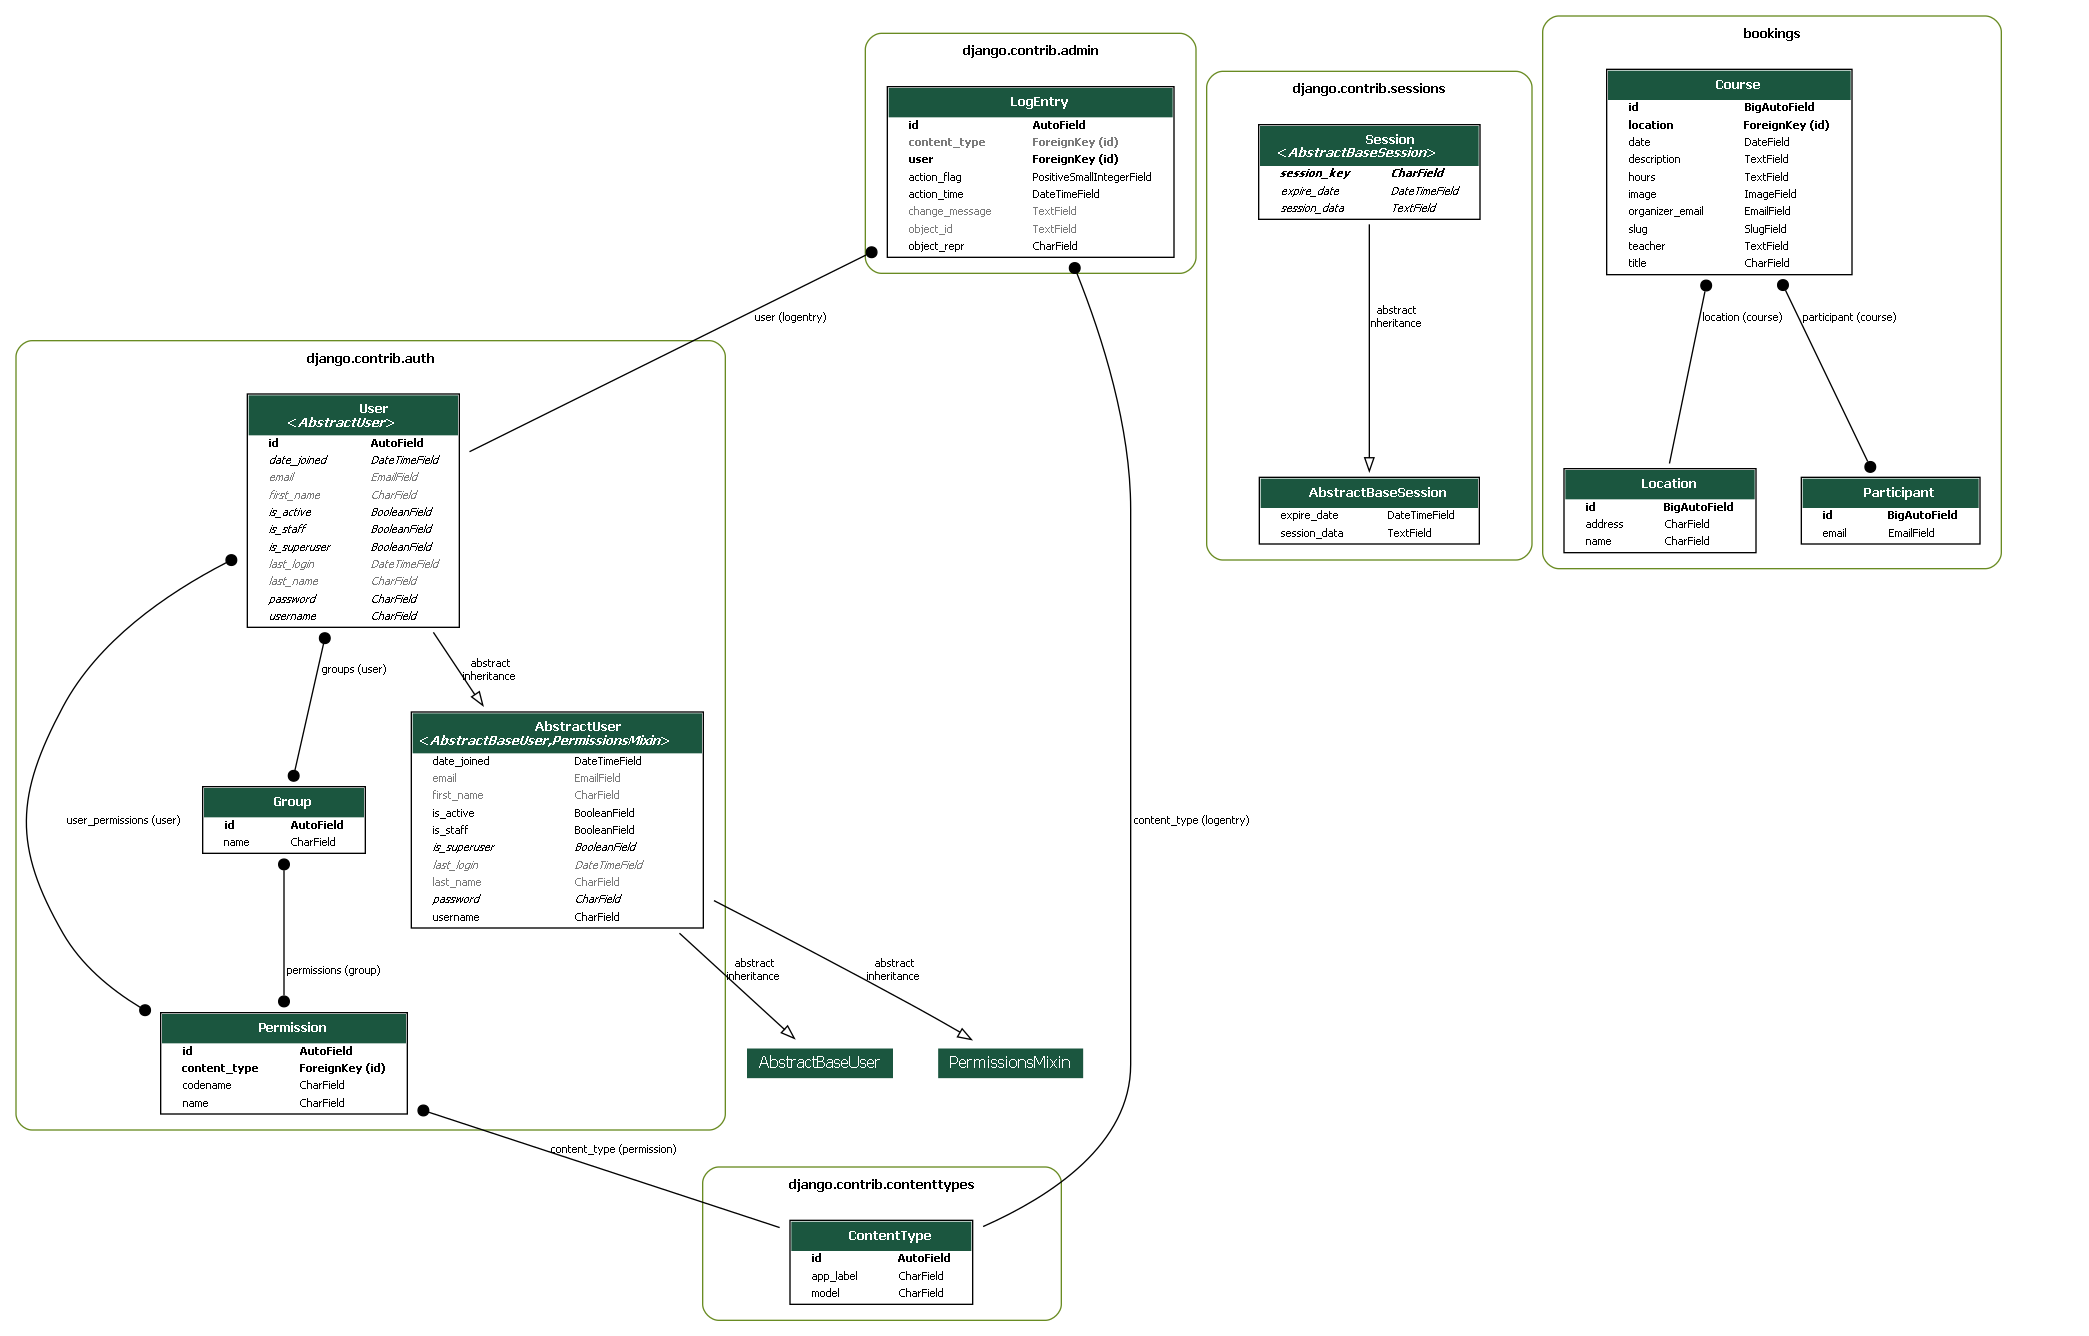 django.contrib.admin
LogEntry
id AutoField
content_type ForeignKey (id)
user ForeignKey (id)
action_flag PositiveSmallIntegerField
action_time DateTimeField
change_message TextField
object_id TextField
object_repr CharField
django.contrib.sessions
Session
<AbstractBaseSession>
session_key CharField
expire_date DateTimeField
session_data TextField
abstract
nheritance
AbstractBaseSession
expire_date DateTimeField
session_data TextField
bookings
Course
id BigAutoField
location ForeignKey (id)
date DateField
description TextField
hours TextField
image ImageField
organizer_email EmailField
slug SlugField
teacher TextField
title CharField
location (course)
participant (course)
Location
id BigAutoField
address CharField
name CharField
Participant
id BigAutoField
email EmailField
user (logentry)
django.contrib.auth
User
<AbstractUser>
id AutoField
date_joined DateTimeField
email EmailField
first_name CharField
is_active BooleanField
is_staff BooleanField
is_superuser BooleanField
last_login DateTimeField
last_name CharField
password CharField
username CharField
groups (user)
abstract
inheritance
AbstractUser
<AbstractBaseUser,PermissionsMixin>
date_joined DateTimeField
email EmailField
first_name CharField
is_active BooleanField
is_staff BooleanField
is_superuser BooleanField
last_login DateTimeField
last_name CharField
password CharField
username CharField
Group
id AutoField
name CharField
user_permissions (user)
content_type (logentry)
permissions (group)
abstract
inheritance
abstract
inheritance
Permission
id AutoField
content_type ForeignKey (id)
codename CharField
name CharField
AbstractBaseUser
PermissionsMixin
content_type (permission)
django.contrib.contenttypes
ContentType
id AutoField
app_label CharField
model CharField